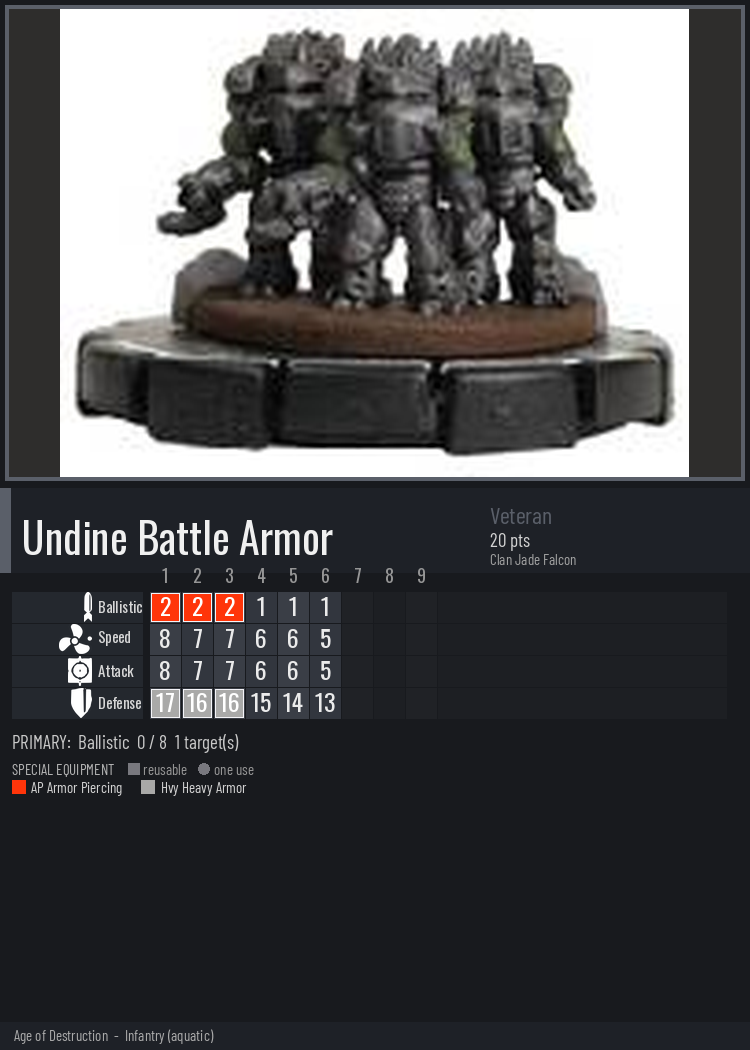 Undine Battle Armor
Veteran
20 pts
Clan Jade Falcon
1 2 3 4 5 6 7 8 9
Ballistic 2 2 2 1 1 1
Speed 8 7 7 6 6 5
Attack 8 7 7 6 6 5
Defense 17 16 16 15 14 13
PRIMARY: Ballistic 0 / 8 1 target(s)
SPECIAL EQUIPMENT reusable one use
AP Armor Piercing Hvy Heavy Armor
Age of Destruction - Infantry (aquatic)